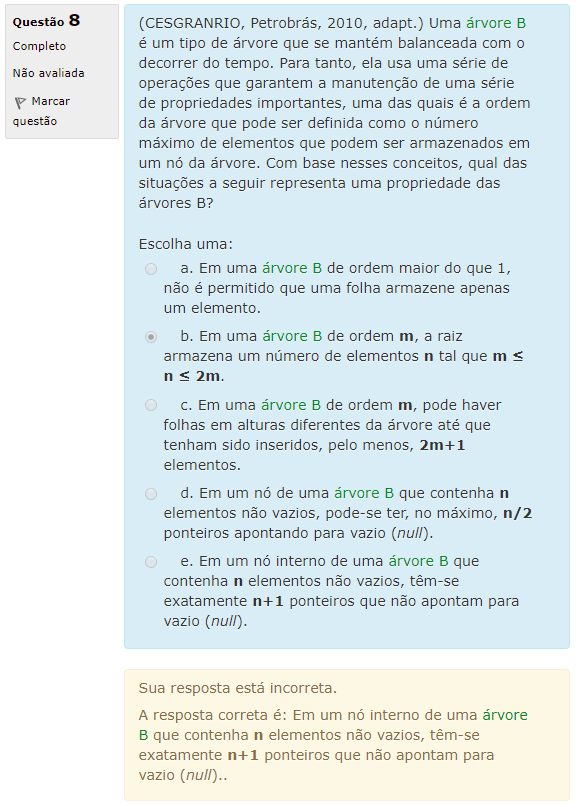 Questão 8
Completo
Não avaliada
Marcar
questão
(CESGRANRIO, Petrobrás, 2010, adapt.) Uma árvore B
é um tipo de árvore que se mantém balanceada com o
decorrer do tempo. Para tanto, ela usa uma série de
operações que garantem a manutenção de uma série
de propriedades importantes, uma das quais é a ordem
da árvore que pode ser definida como o número
máximo de elementos que podem ser armazenados em
um nó da árvore. Com base nesses conceitos, qual das
situações a seguir representa uma propriedade das
árvores B?
Escolha uma:
a. Em uma árvore B de ordem maior do que 1,
não é permitido que uma folha armazene apenas
um elemento.
b. Em uma árvore B de ordem m, a raiz
armazena um número de elementos n tal que m ≤
n ≤ 2m.
c. Em uma árvore B de ordem m, pode haver
folhas em alturas diferentes da árvore até que
tenham sido inseridos, pelo menos, 2m+1
elementos.
d. Em um nó de uma árvore B que contenha n
elementos não vazios, pode-se ter, no máximo, n/2
ponteiros apontando para vazio (null).
e. Em um nó interno de uma árvore B que
contenha n elementos não vazios, têm-se
exatamente n+1 ponteiros que não apontam para
vazio (null).
Sua resposta está incorreta.
A resposta correta é: Em um nó interno de uma árvore
B que contenha n elementos não vazios, têm-se
exatamente n+1 ponteiros que não apontam para
vazio (null)..